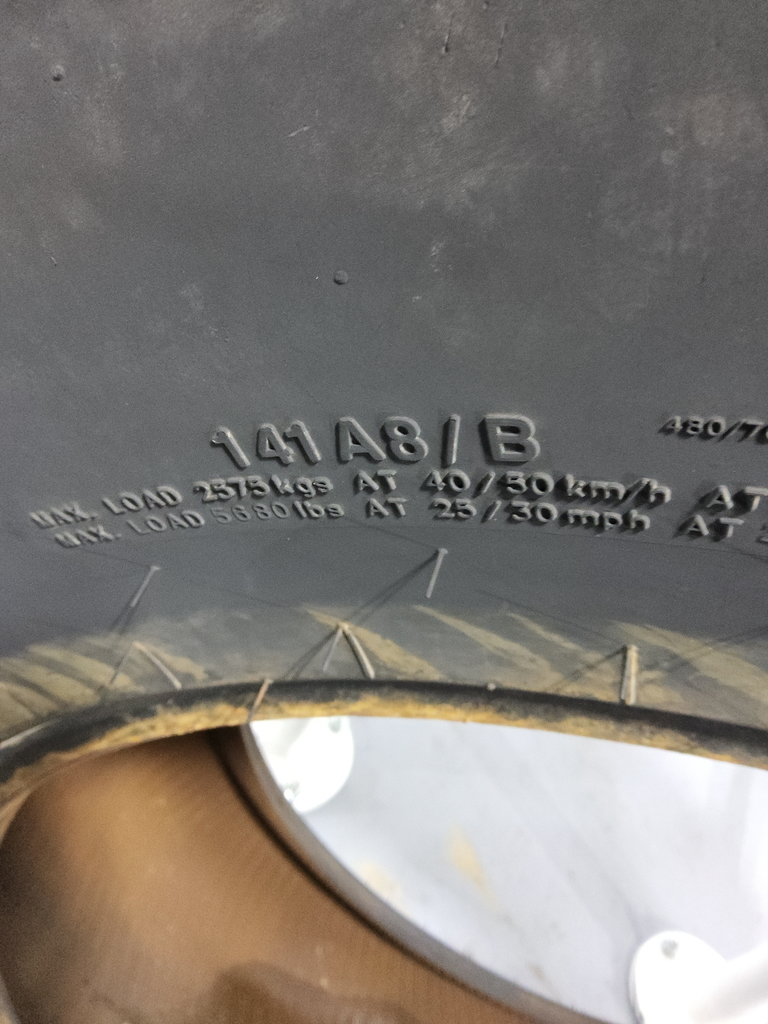 141 A8 / B
480/70
MAX. LOAD 2575 kgs AT 40 / 50 km/h AT
MAX. LOAD 5680 lbs AT 25 / 30 mph AT